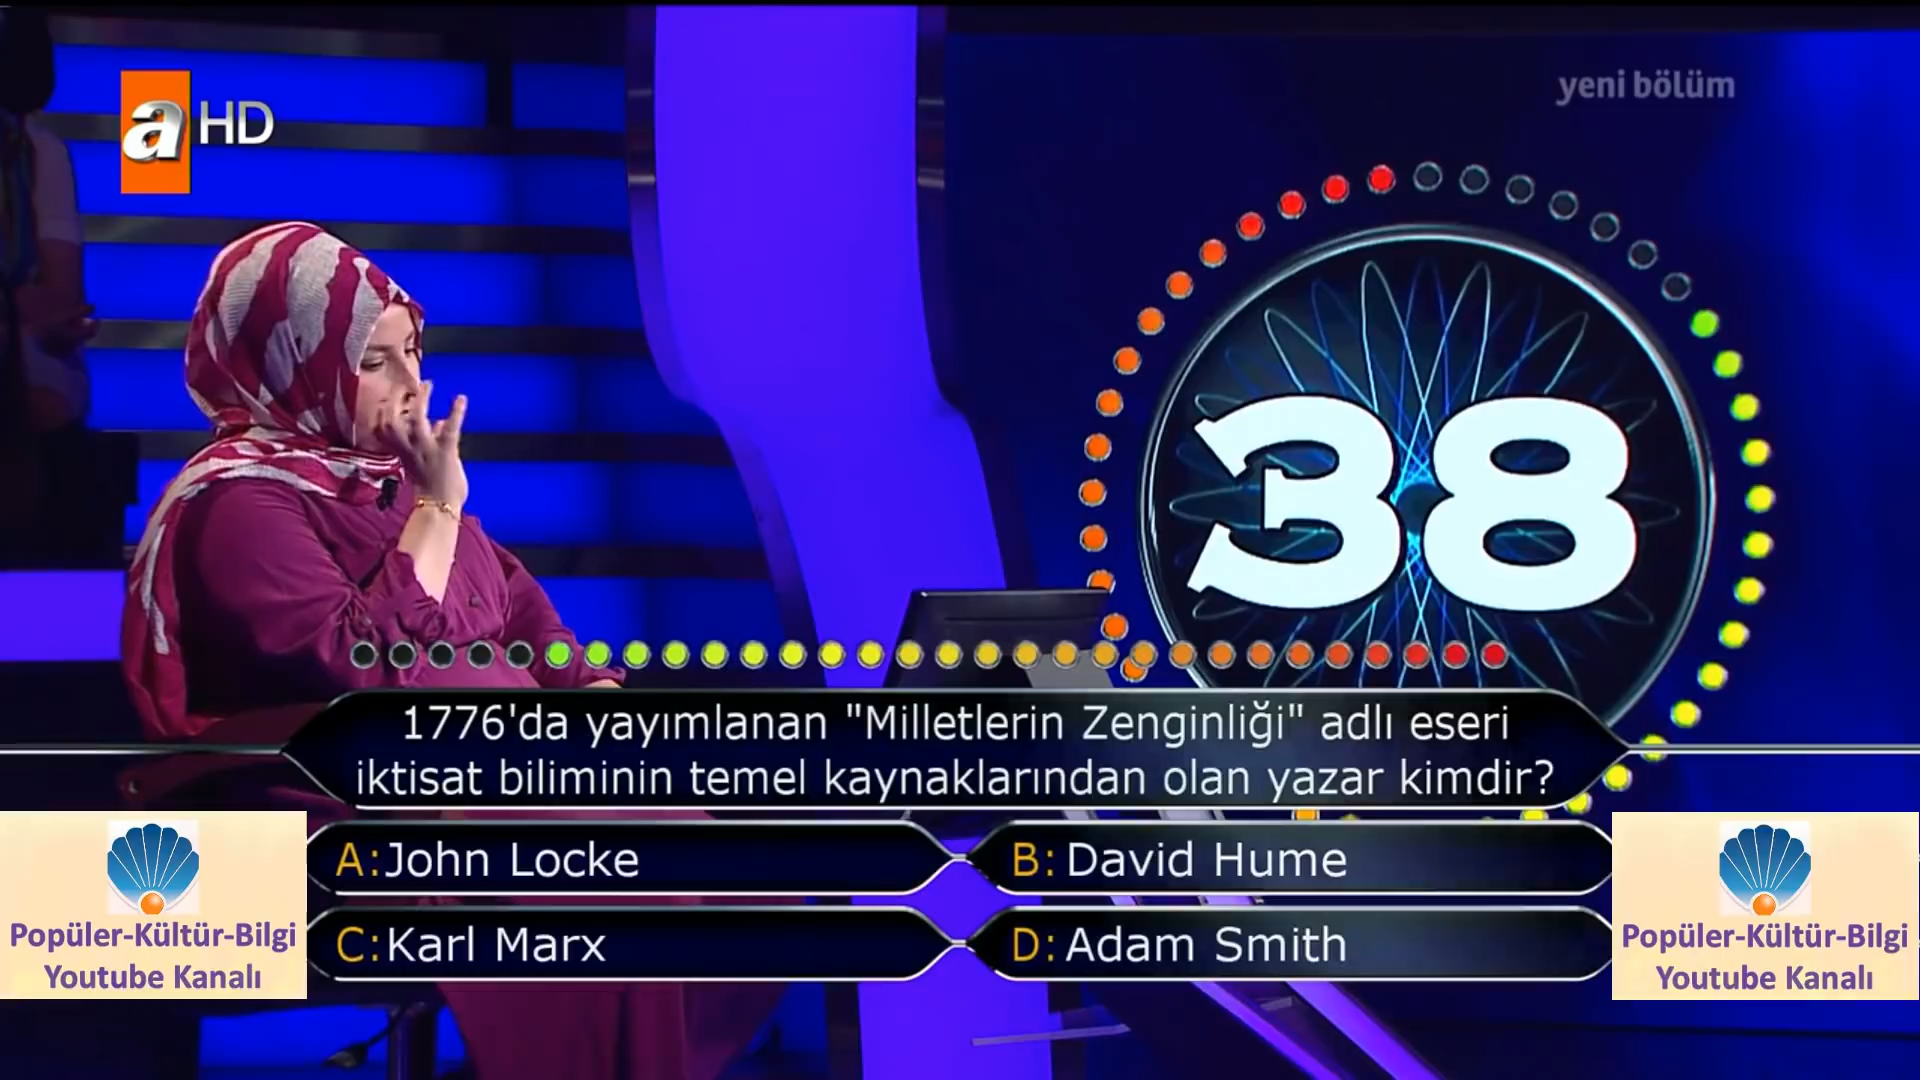 a HD
yeni bölüm
38
1776'da yayımlanan "Milletlerin Zenginliği" adlı eseri
iktisat biliminin temel kaynaklarından olan yazar kimdir?
A: John Locke
B: David Hume
C: Karl Marx
D: Adam Smith
Popüler-Kültür-Bilgi
Youtube Kanalı
Popüler-Kültür-Bilgi
Youtube Kanalı